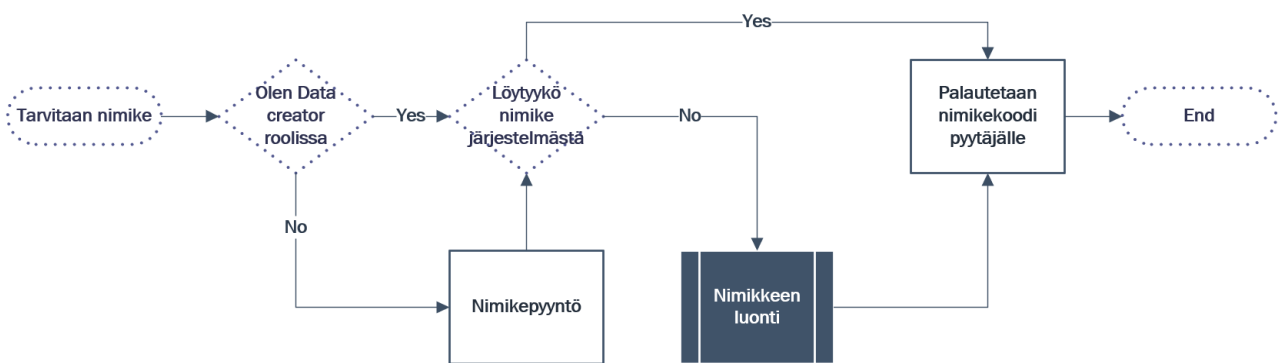 Yes
Tarvitaan nimike
Olen Data
creator
roolissa
Yes
Löytyykö
nimike
järjestelmästä
No
Palautetaan
nimikekoodi
pyytäjälle
End
No
Nimikepyyntö
Nimikkeen
luonti